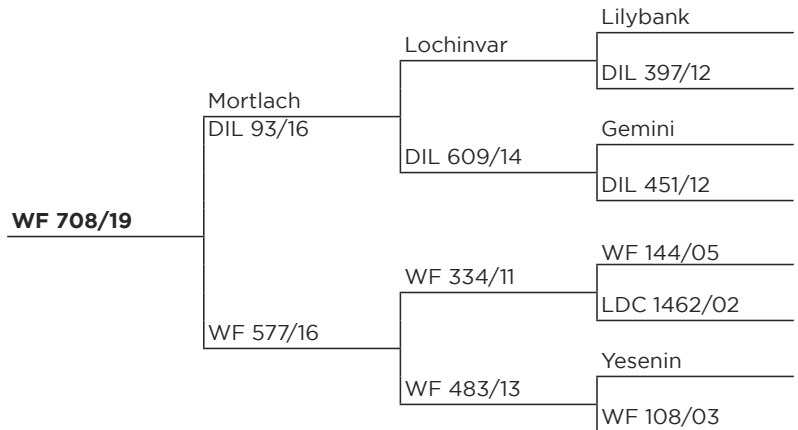 Lilybank
Lochinvar
DIL 397/12
Mortlach
DIL 93/16
Gemini
DIL 609/14
DIL 451/12
WF 708/19
WF 144/05
WF 334/11
LDC 1462/02
WF 577/16
Yesenin
WF 483/13
WF 108/03